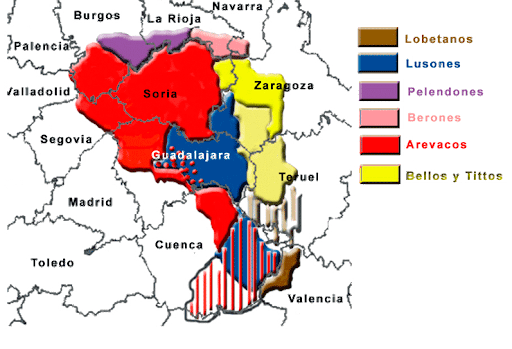 Navarra
Burgos
La Rioja
Palencia
Zaragoza
Valladolid
Soria
Segovia
Guadalajara
Teruel
Madrid
Cuenca
Toledo
Valencia
Lobetanos
Lusones
Pelendones
Berones
Arevacos
Bellos y Tittos